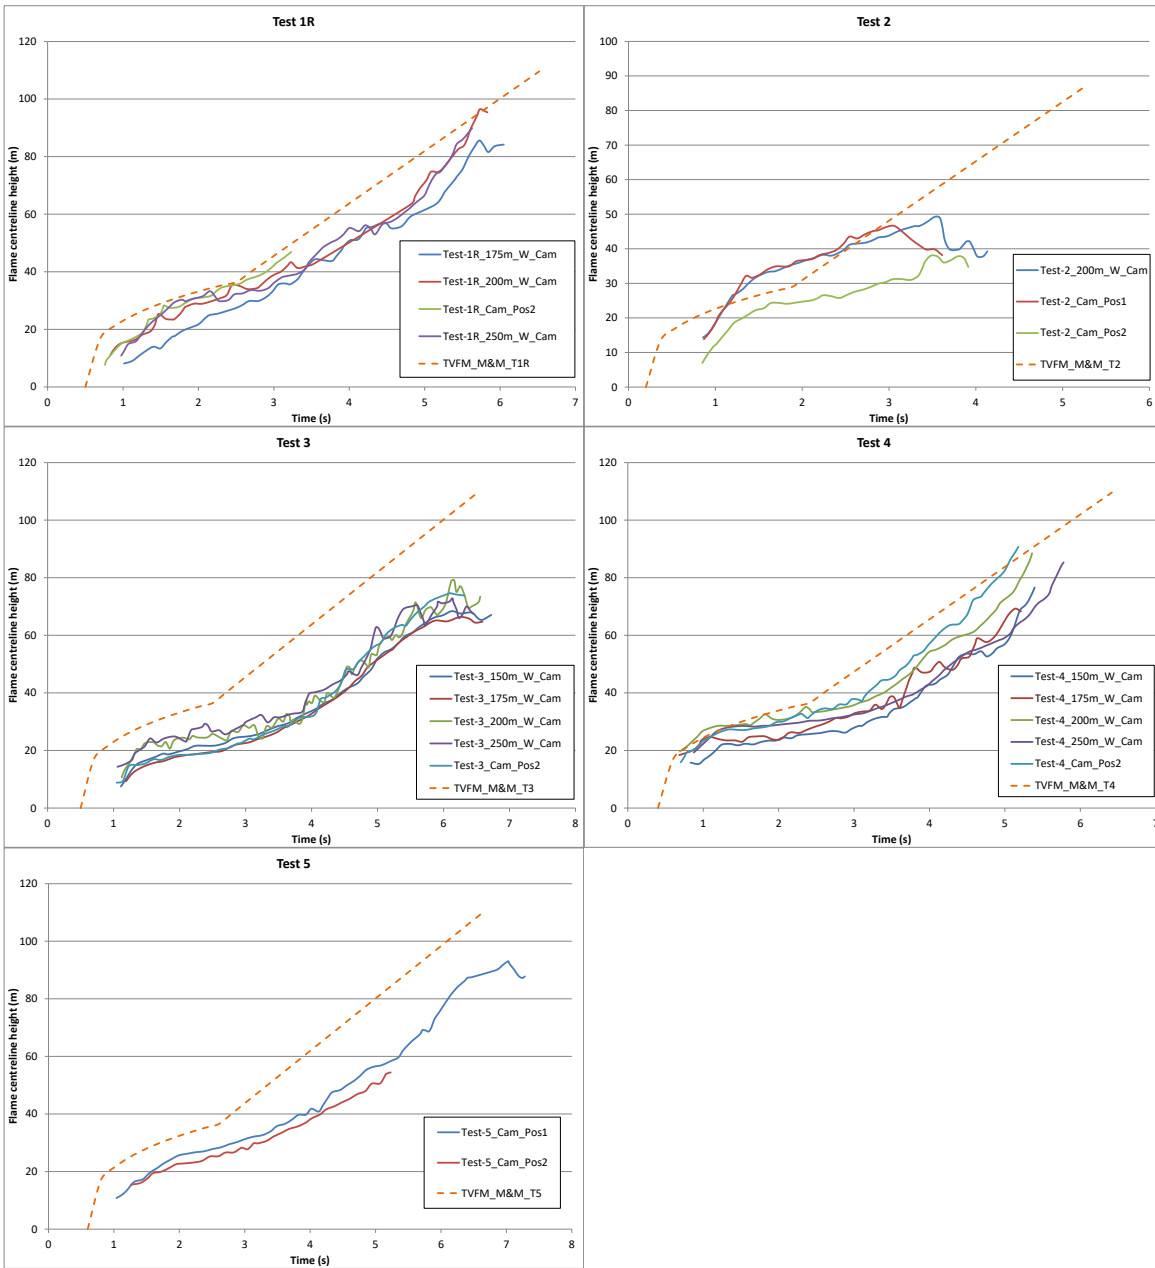 Test 1R
Flame centreline height (m)
120
100
80
60
40
20
0
1 2 3 4 5 6 7
Time (s)
Test-1R_175m_W_Cam
Test-1R_200m_W_Cam
Test-1R_Cam_Pos2
Test-1R_250m_W_Cam
TVFM_M&M_T1R
Test 2
Flame centreline height (m)
100
90
80
70
60
50
40
30
20
10
0
0 1 2 3 4 5 6
Time (s)
Test-2_200m_W_Cam
Test-2_Cam_Pos1
Test-2_Cam_Pos2
TVFM_M&M_T2
Test 3
Flame centreline height (m)
120
100
80
60
40
20
0
0 1 2 3 4 5 6 7 8
Time (s)
Test-3_150m_W_Cam
Test-3_175m_W_Cam
Test-3_200m_W_Cam
Test-3_250m_W_Cam
Test-3_Cam_Pos2
TVFM_M&M_T3
Test 4
Flame centreline height (m)
120
100
80
60
40
20
0
0 1 2 3 4 5 6 7
Time (s)
Test-4_150m_W_Cam
Test-4_175m_W_Cam
Test-4_200m_W_Cam
Test-4_250m_W_Cam
Test-4_Cam_Pos2
TVFM_M&M_T4
Test 5
Flame centreline height (m)
120
100
80
60
40
20
0
0 1 2 3 4 5 6 7 8
Time (s)
Test-5_Cam_Pos1
Test-5_Cam_Pos2
TVFM_M&M_T5